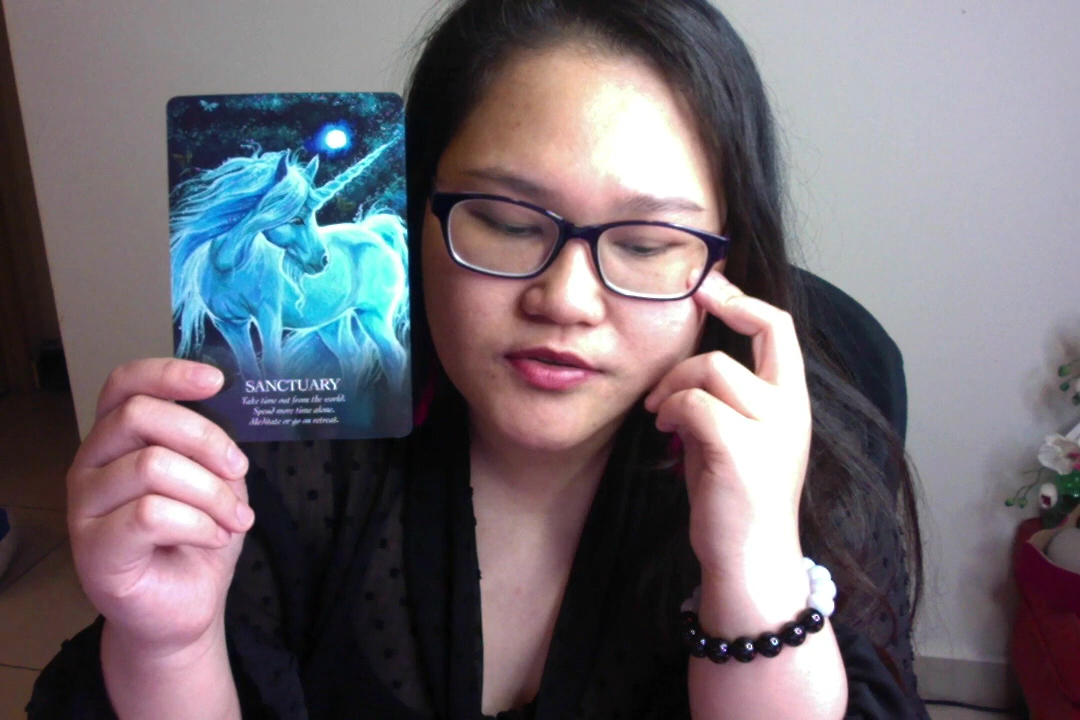 SANCTUARY
Take time out from the world.
Spend more time alone.
Meditate or go on retreat.